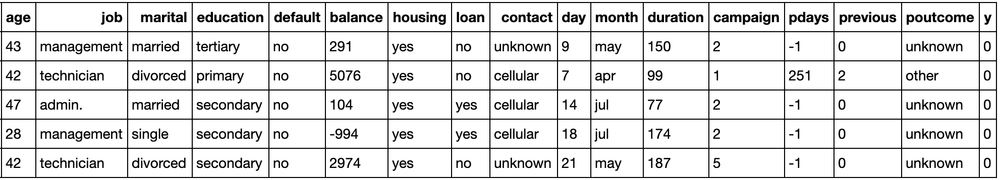 age job marital education default balance housing loan contact day month duration campaign pdays previous poutcome y
43 management married tertiary no 291 yes no unknown 9 may 150 2 -1 0 unknown 0
42 technician divorced primary no 5076 yes no cellular 7 apr 99 1 251 2 other 0
47 admin. married secondary no 104 yes yes cellular 14 jul 77 2 -1 0 unknown 0
28 management single secondary no -994 yes yes cellular 18 jul 174 2 -1 0 unknown 0
42 technician divorced secondary no 2974 yes no unknown 21 may 187 5 -1 0 unknown 0